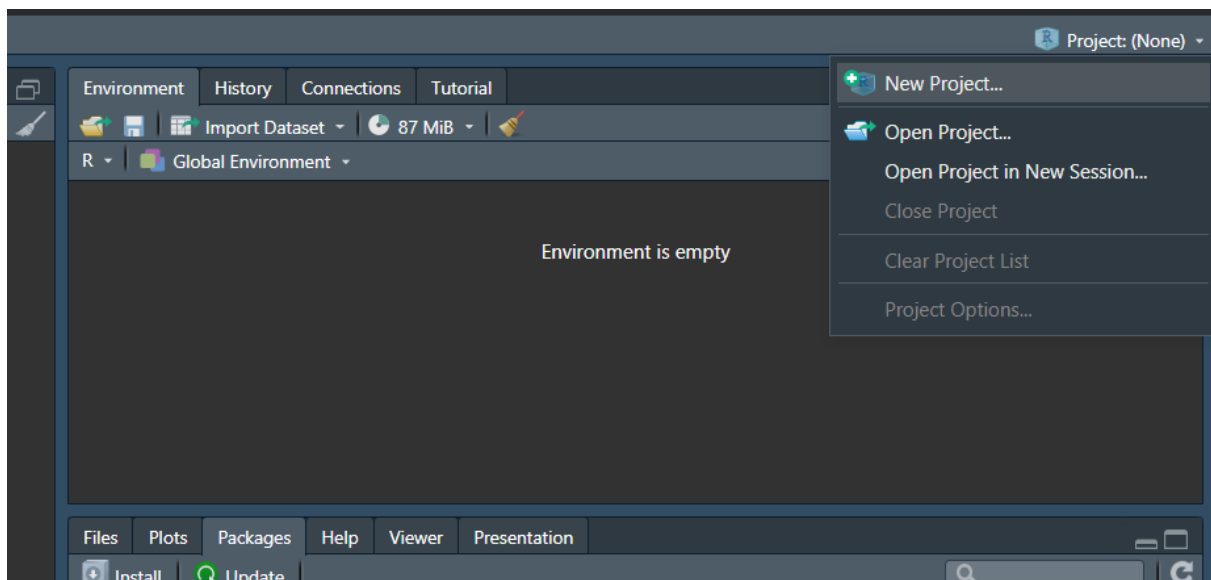 Project: (None)
Environment History Connections Tutorial
New Project...
Import Dataset 87 MiB
Open Project...
R Global Environment
Open Project in New Session...
Close Project
Environment is empty
Clear Project List
Project Options...
Files Plots Packages Help Viewer Presentation
Install Update